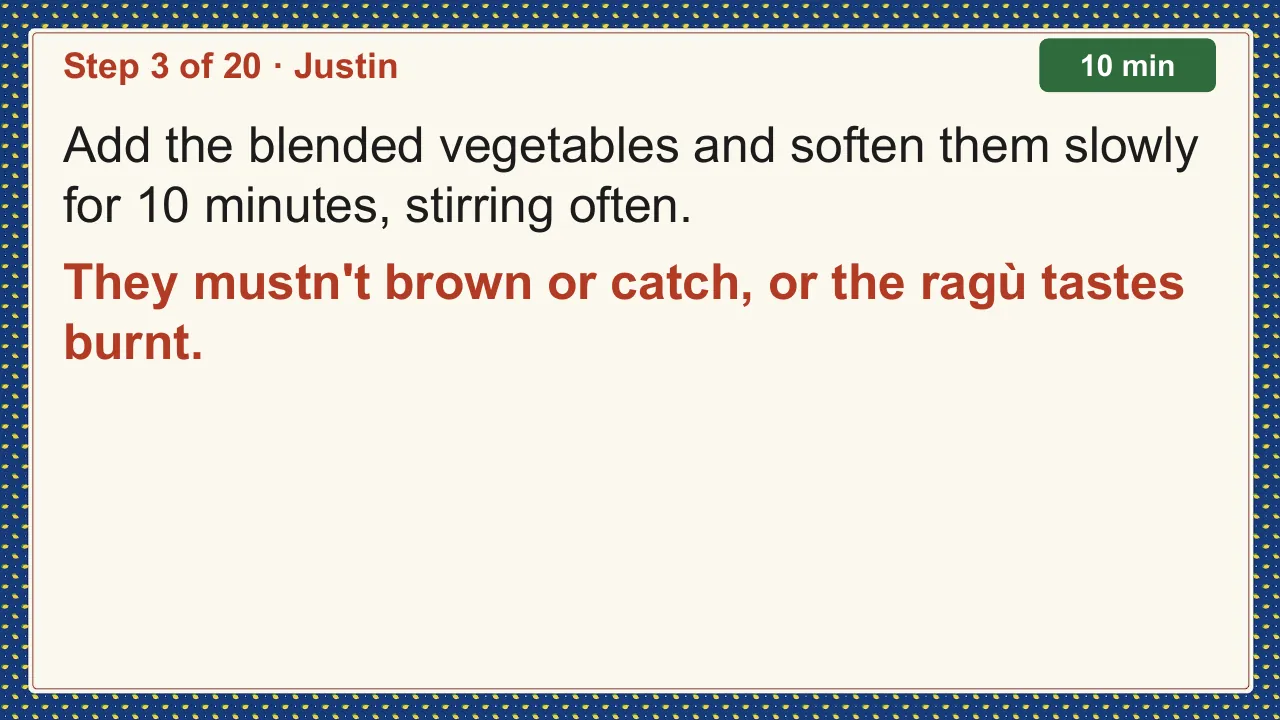 Step 3 of 20 · Justin
10 min
Add the blended vegetables and soften them slowly
for 10 minutes, stirring often.
They mustn't brown or catch, or the ragù tastes
burnt.